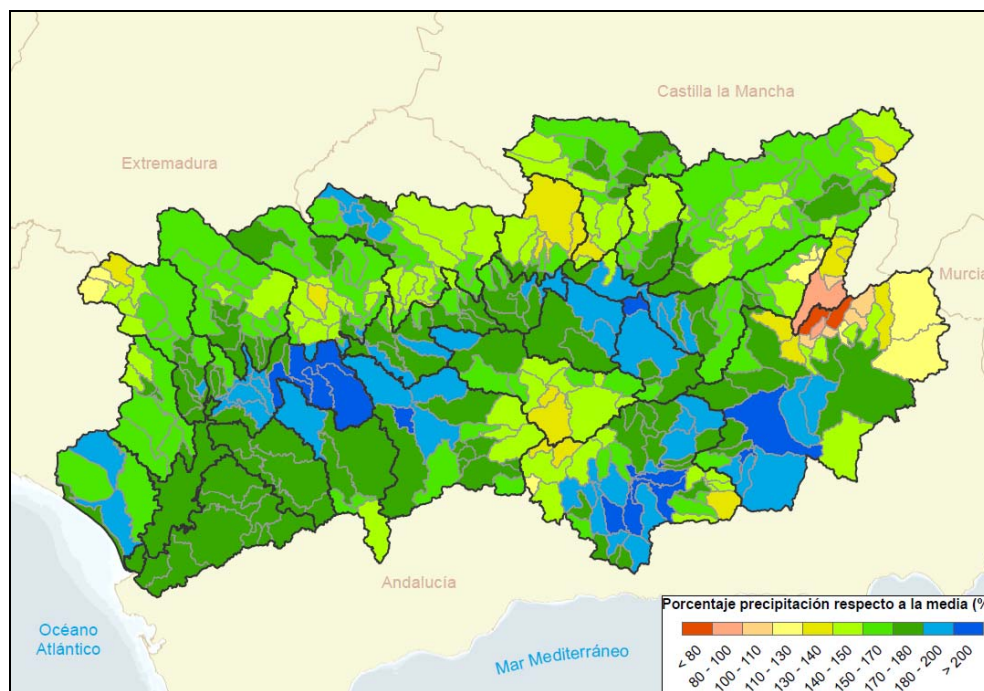 Castilla la Mancha
Extremadura
Murcia
Andalucía
Océano
Atlántico
Mar Mediterráneo
Porcentaje precipitación respecto a la media (%
< 80
80 - 100
100 - 110
110 - 130
130 - 140
140 - 150
150 - 170
170 - 180
180 - 200
> 200